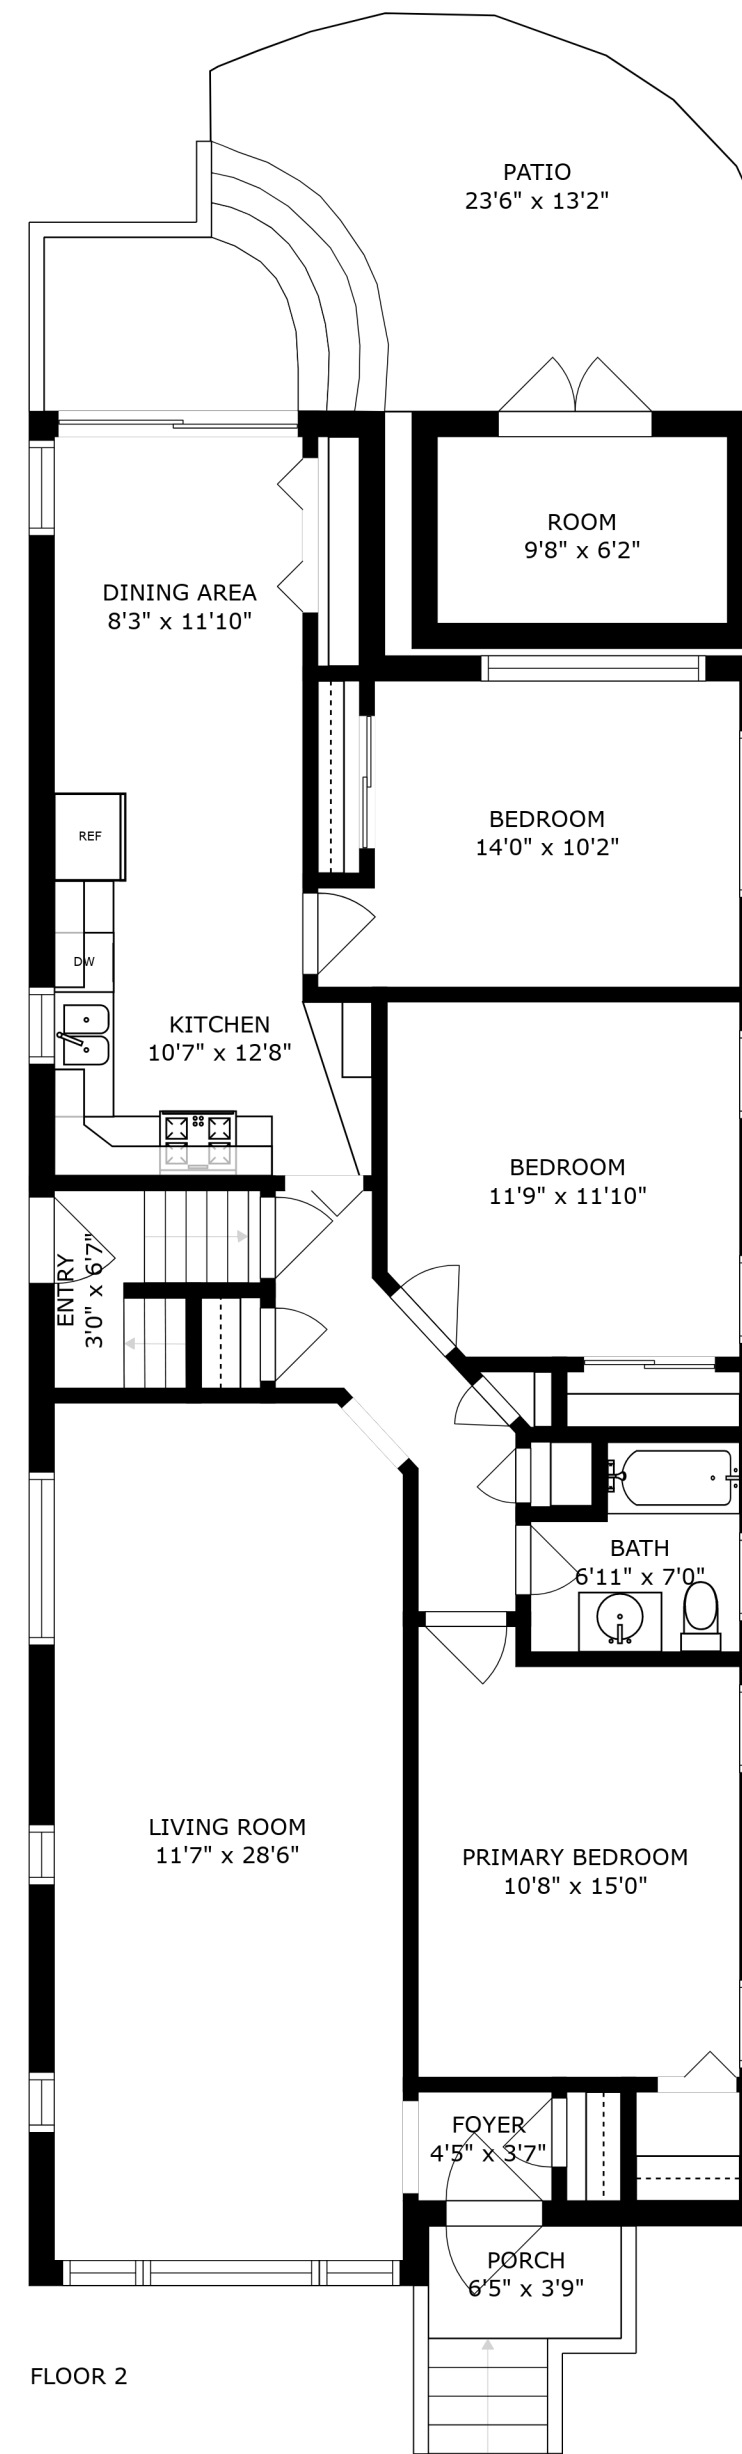 PATIO
23'6" x 13'2"
ROOM
9'8" x 6'2"
DINING AREA
8'3" x 11'10"
BEDROOM
14'0" x 10'2"
REF
DW
KITCHEN
10'7" x 12'8"
BEDROOM
11'9" x 11'10"
ENTRY
3'0" x 6'7"
BATH
6'11" x 7'0"
LIVING ROOM
11'7" x 28'6"
PRIMARY BEDROOM
10'8" x 15'0"
FOYER
4'5" x 3'7"
PORCH
6'5" x 3'9"
FLOOR 2